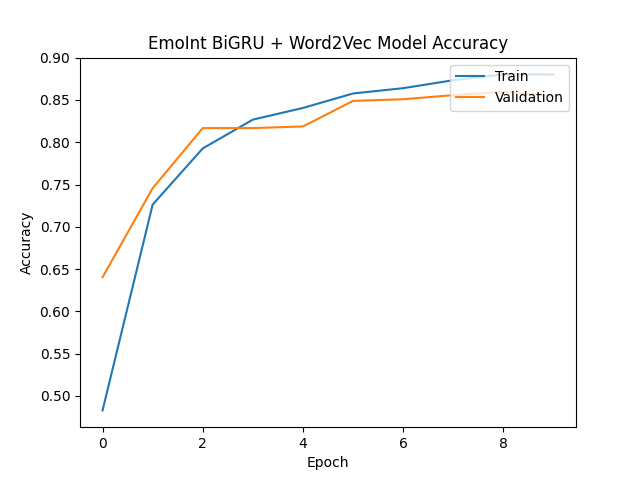 EmoInt BiGRU + Word2Vec Model Accuracy
Train
Validation
0.90
0.85
0.80
0.75
0.70
0.65
0.60
0.55
0.50
Accuracy
0 2 4 6 8
Epoch